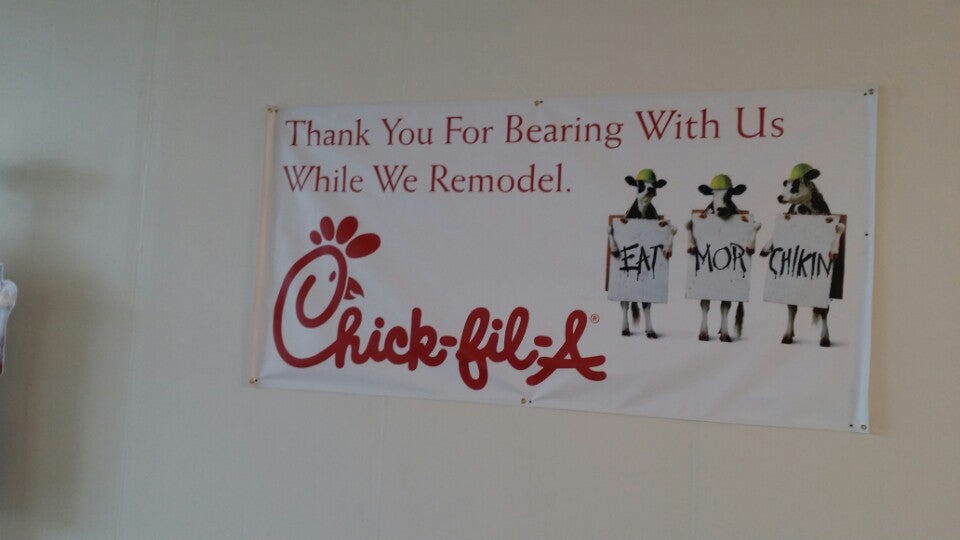 Thank You For Bearing With Us
While We Remodel.
EAT MOR CHIKIN
Chick-fil-A®